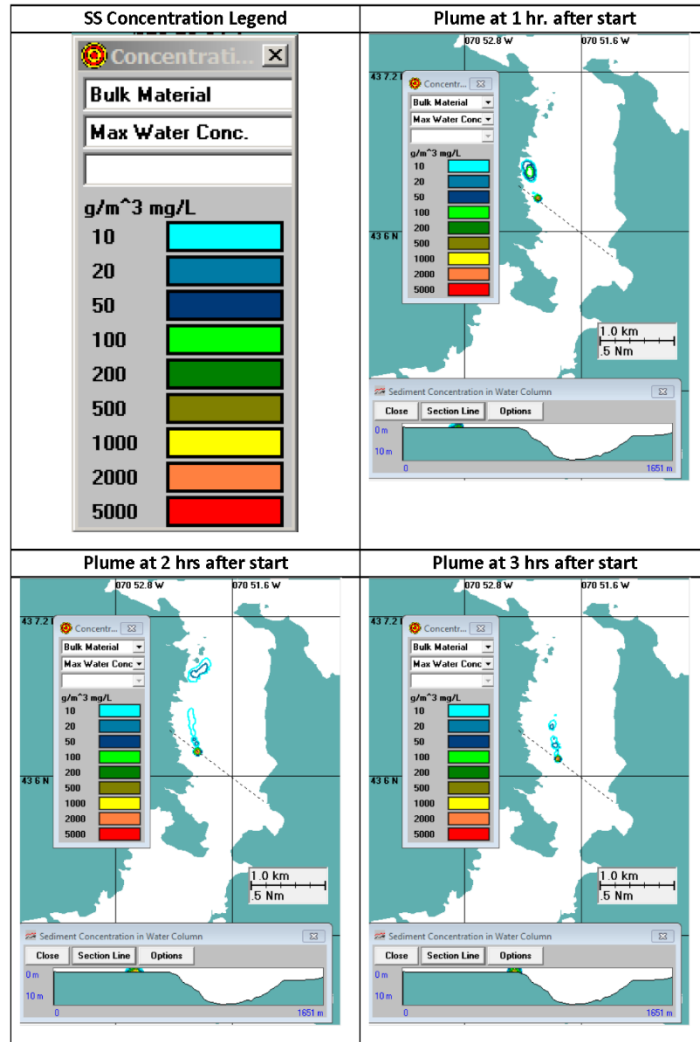 SS Concentration Legend
Concentrati...
Bulk Material
Max Water Conc.
g/m^3 mg/L
10
20
50
100
200
500
1000
2000
5000
Plume at 1 hr. after start
070 52.8 W 070 51.6 W
43 7.2
Concentr...
Bulk Material
Max Water Conc
g/m^3 mg/L
10
20
50
100
200
500
1000
2000
5000
43 6 N
1.0 km
.5 Nm
Sediment Concentration in Water Column
Close Section Line Options
0 m
10 m
0 1651 m
Plume at 2 hrs after start
070 52.8 W 070 51.6 W
43 7.2
Concentr...
Bulk Material
Max Water Conc
g/m^3 mg/L
10
20
50
100
200
500
1000
2000
5000
43 6 N
1.0 km
.5 Nm
Sediment Concentration in Water Column
Close Section Line Options
0 m
10 m
0 1651 m
Plume at 3 hrs after start
070 52.8 W 070 51.6 W
43 7.2
Concentr...
Bulk Material
Max Water Conc
g/m^3 mg/L
10
20
50
100
200
500
1000
2000
5000
43 6 N
1.0 km
.5 Nm
Sediment Concentration in Water Column
Close Section Line Options
0 m
10 m
0 1651 m